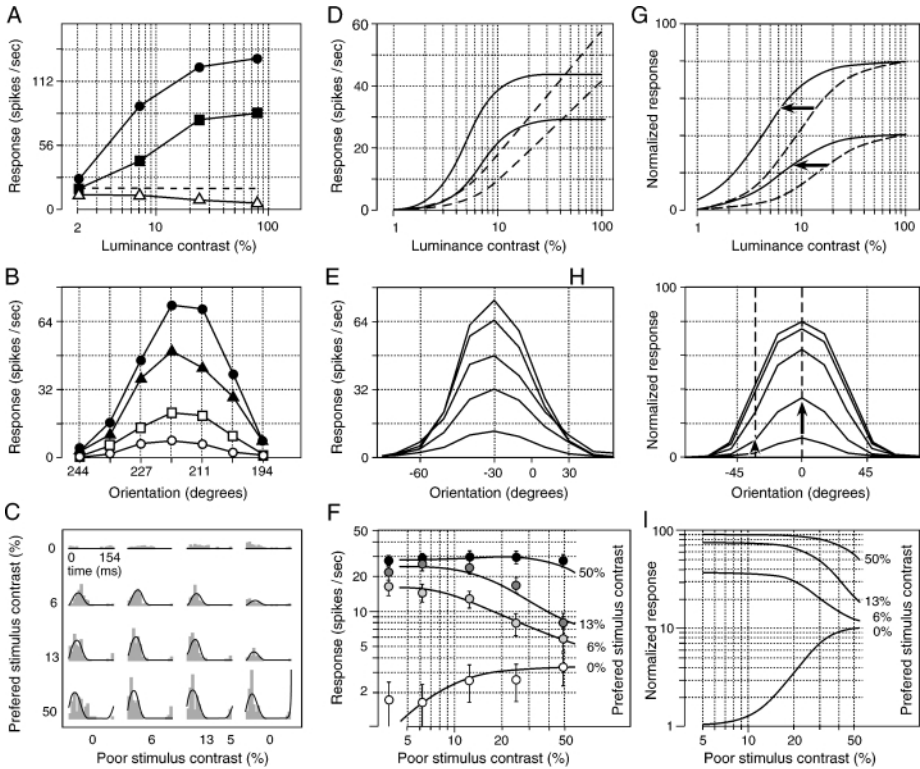 A
Response (spikes / sec)
112
56
0
2
10
100
Luminance contrast (%)
D
Response (spikes / sec)
60
40
24
0
1
10
100
Luminance contrast (%)
G
Normalized response
100
80
40
0
1
10
100
Luminance contrast (%)
B
Response (spikes / sec)
64
32
0
244
227
211
194
Orientation (degrees)
E
Response (spikes / sec)
64
32
0
-60
-30
0
30
Orientation (degrees)
H
Normalized response
100
0
-45
0
45
Orientation (degrees)
C
Preferred stimulus contrast (%)
0
0 154
time (ms)
6
13
50
0
6
13 5
0
Poor stimulus contrast (%)
F
Response (spikes / sec)
50
20
10
5
2
5
10
20
50
50%
13%
6%
0%
Poor stimulus contrast (%)
Prefered stimulus contrast
I
Normalized response
100
10
1
5
10
20
50
50%
13%
6%
0%
Poor stimulus contrast (%)
Prefered stimulus contrast